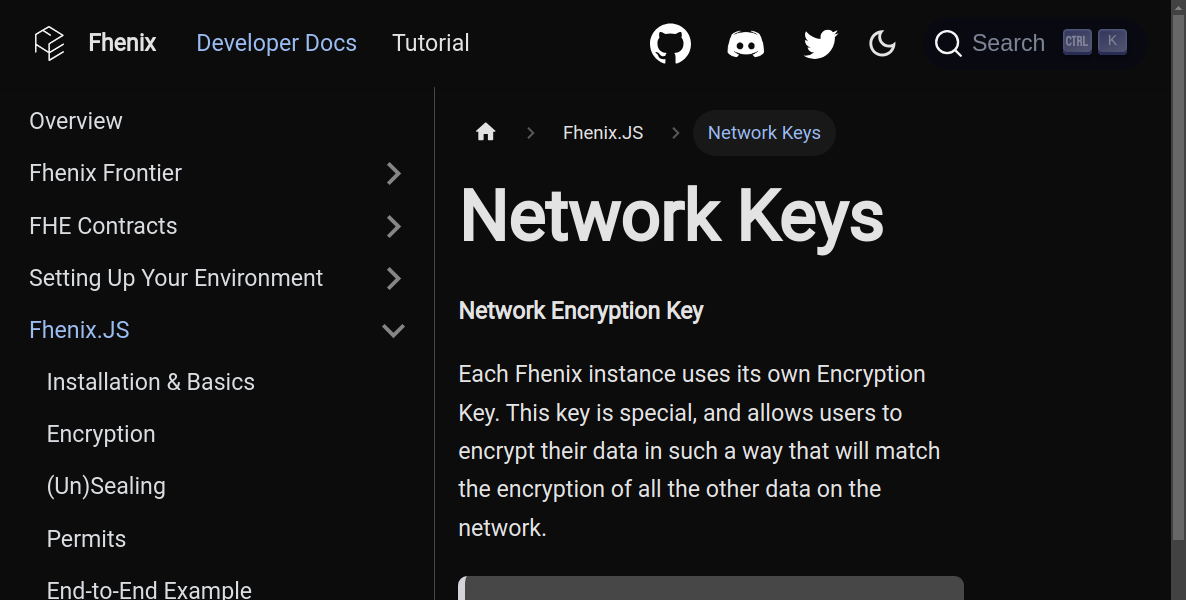 Fhenix Developer Docs Tutorial Search CTRL K
Overview
Fhenix Frontier
FHE Contracts
Setting Up Your Environment
Fhenix.JS
Installation & Basics
Encryption
(Un)Sealing
Permits
End-to-End Example
Fhenix.JS Network Keys
Network Keys
Network Encryption Key
Each Fhenix instance uses its own Encryption
Key. This key is special, and allows users to
encrypt their data in such a way that will match
the encryption of all the other data on the
network.